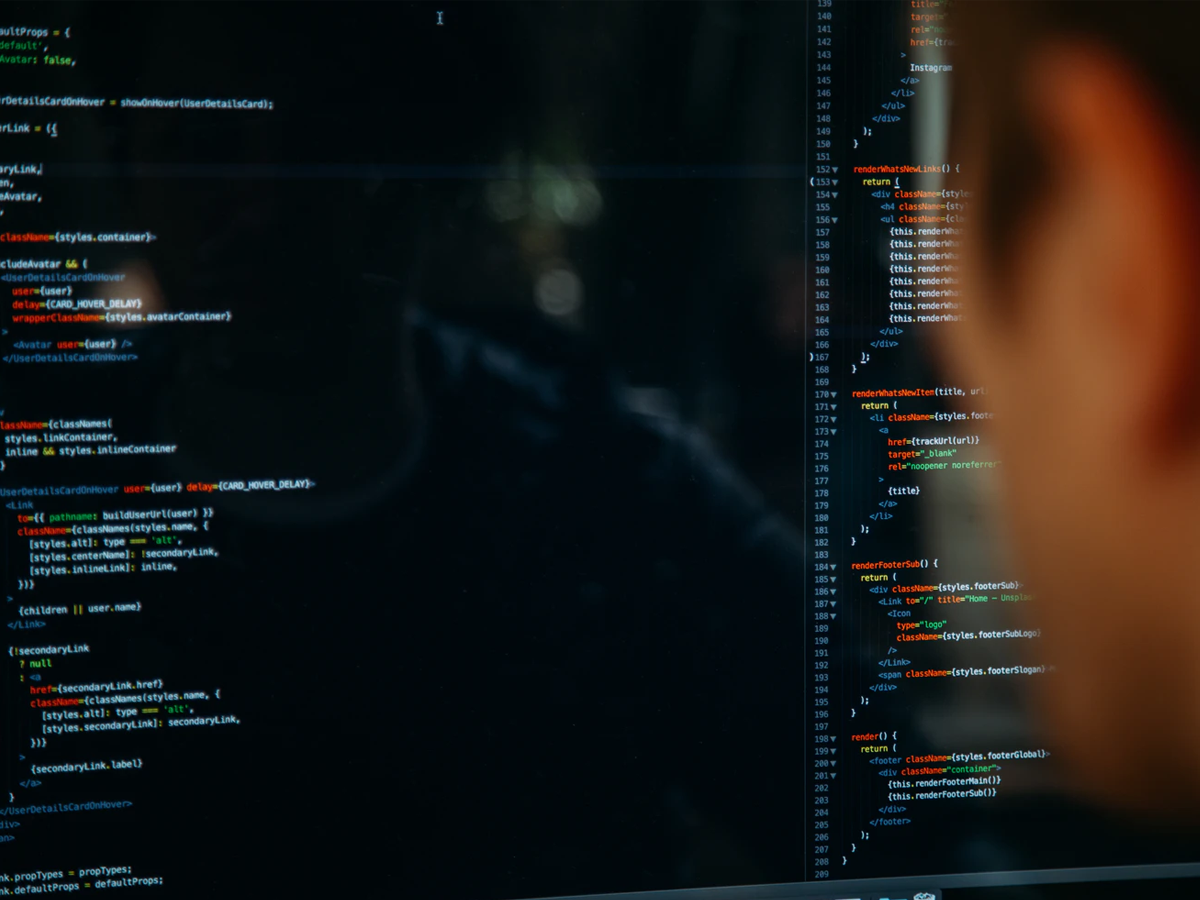 aultProps = {
default',
Avatar: false,
erDetailsCardOnHover = showOnHover(UserDetailsCard);
erLink = ({
aryLink,
en,
eAvatar,
,
className={styles.container}>
cludeAvatar && (
<UserDetailsCardOnHover
user={user}
delay={CARD_HOVER_DELAY}
wrapperClassName={styles.avatarContainer}
>
<Avatar user={user} />
</UserDetailsCardOnHover>
lassName={classNames(
styles.linkContainer,
inline && styles.inlineContainer
)}
UserDetailsCardOnHover user={user} delay={CARD_HOVER_DELAY}>
<Link
to={{ pathname: buildUserUrl(user) }}
className={classNames(styles.name, {
[styles.alt]: type === 'alt',
[styles.centerName]: !secondaryLink,
[styles.inlineLink]: inline,
})}
>
{children || user.name}
</Link>
{!secondaryLink
? null
: <a
href={secondaryLink.href}
className={classNames(styles.name, {
[styles.alt]: type === 'alt',
[styles.secondaryLink]: secondaryLink,
})}
>
{secondaryLink.label}
</a>
}
</UserDetailsCardOnHover>
div>
an>
nk.propTypes = propTypes;
nk.defaultProps = defaultProps;
139 title="
140 target=
141 rel="no
142 href={tra
143 >
144 Instagram
145 </a>
146 </li>
147 </ul>
148 </div>
149 );
150 }
151
152 renderWhatsNewLinks() {
153 return (
154 <div className={style
155 <h4 className={sty
156 <ul className={cla
157 {this.renderWha
158 {this.renderWha
159 {this.renderWha
160 {this.renderWha
161 {this.renderWha
162 {this.renderWha
163 {this.renderWha
164 {this.renderWha
165 </ul>
166 </div>
167 );
168 }
169
170 renderWhatsNewItem(title, url
171 return (
172 <li className={styles.foote
173 <a
174 href={trackUrl(url)}
175 target="_blank"
176 rel="noopener noreferrer"
177 >
178 {title}
179 </a>
180 </li>
181 );
182 }
183
184 renderFooterSub() {
185 return (
186 <div className={styles.footerSub}>
187 <Link to="/" title="Home – Unsplas
188 <Icon
189 type="logo"
190 className={styles.footerSubLogo}
191 />
192 </Link>
193 <span className={styles.footerSlogan}
194 </div>
195 );
196 }
197
198 render() {
199 return (
200 <footer className={styles.footerGlobal}>
201 <div className="container">
202 {this.renderFooterMain()}
203 {this.renderFooterSub()}
204 </div>
205 </footer>
206 );
207 }
208 }
209